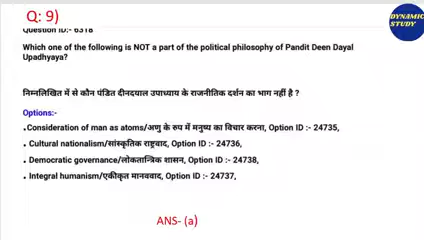 Q: 9)
DYNAMIC
STUDY
Question ID:- 6318
Which one of the following is NOT a part of the political philosophy of Pandit Deen Dayal
Upadhyaya?
निम्नलिखित में से कौन पंडित दीनदयाल उपाध्याय के राजनीतिक दर्शन का भाग नहीं है ?
Options:-
• Consideration of man as atoms/अणु के रुप में मनुष्य का विचार करना, Option ID :- 24735,
• Cultural nationalism/सांस्कृतिक राष्ट्रवाद, Option ID :- 24736,
• Democratic governance/लोकतान्त्रिक शासन, Option ID :- 24738,
• Integral humanism/एकीकृत मानववाद, Option ID :- 24737,
ANS- (a)